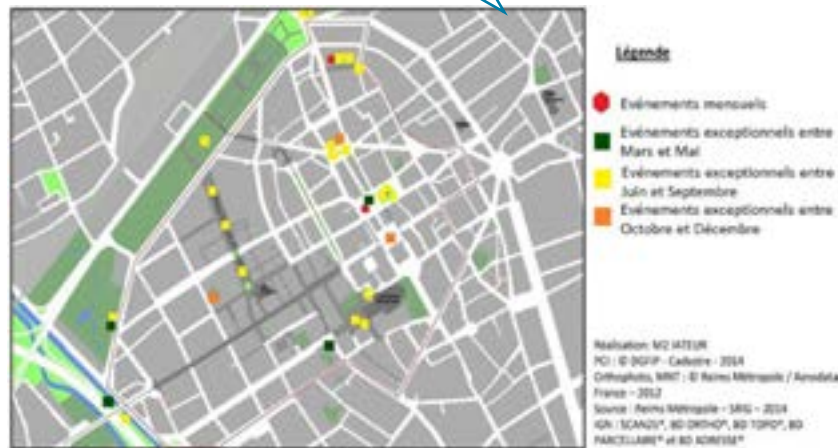 Légende
Evénements mensuels
Evénements exceptionnels entre
Mars et Mai
Evénements exceptionnels entre
Juin et Septembre
Evénements exceptionnels entre
Octobre et Décembre
Réalisation: M2 IATEUR
PCI : © DGFIP - Cadastre - 2014
Orthophoto, MNT : © Reims Métropole / Aerodata
France - 2012
Source : Reims Métropole - SIRG - 2014
IGN : SCAN25®, BD ORTHO®, BD TOPO®, BD
PARCELLAIRE® et BD ADRESSE®